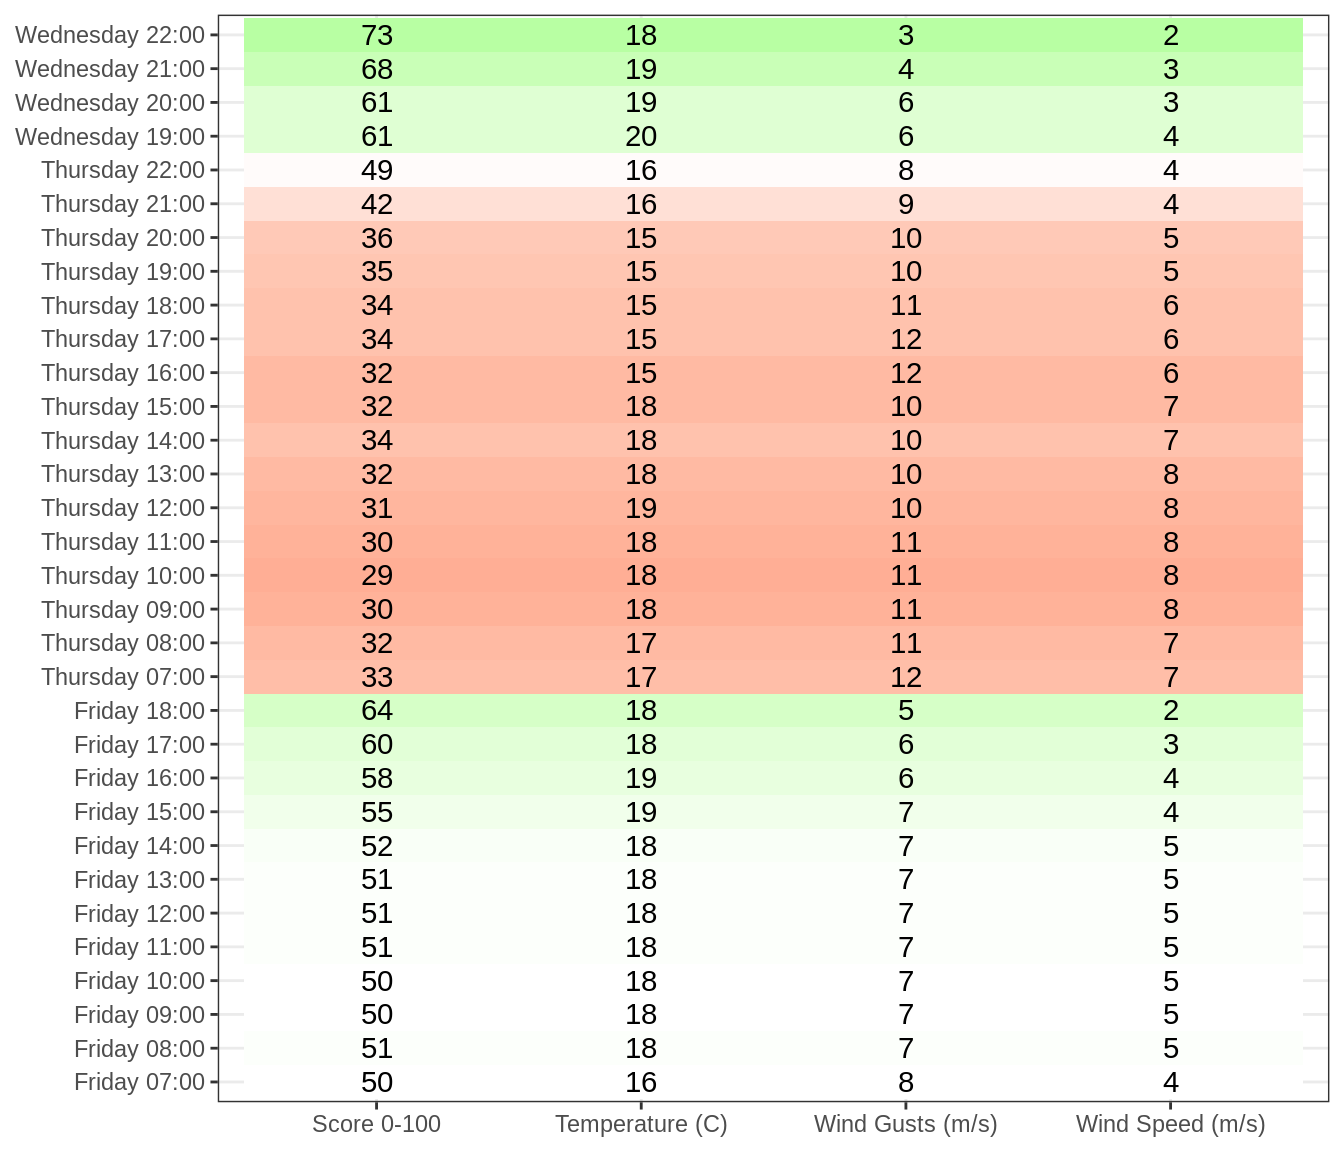 Wednesday 22:00 73 18 3 2
Wednesday 21:00 68 19 4 3
Wednesday 20:00 61 19 6 3
Wednesday 19:00 61 20 6 4
Thursday 22:00 49 16 8 4
Thursday 21:00 42 16 9 4
Thursday 20:00 36 15 10 5
Thursday 19:00 35 15 10 5
Thursday 18:00 34 15 11 6
Thursday 17:00 34 15 12 6
Thursday 16:00 32 15 12 6
Thursday 15:00 32 18 10 7
Thursday 14:00 34 18 10 7
Thursday 13:00 32 18 10 8
Thursday 12:00 31 19 10 8
Thursday 11:00 30 18 11 8
Thursday 10:00 29 18 11 8
Thursday 09:00 30 18 11 8
Thursday 08:00 32 17 11 7
Thursday 07:00 33 17 12 7
Friday 18:00 64 18 5 2
Friday 17:00 60 18 6 3
Friday 16:00 58 19 6 4
Friday 15:00 55 19 7 4
Friday 14:00 52 18 7 5
Friday 13:00 51 18 7 5
Friday 12:00 51 18 7 5
Friday 11:00 51 18 7 5
Friday 10:00 50 18 7 5
Friday 09:00 50 18 7 5
Friday 08:00 51 18 7 5
Friday 07:00 50 16 8 4
Score 0-100 Temperature (C) Wind Gusts (m/s) Wind Speed (m/s)